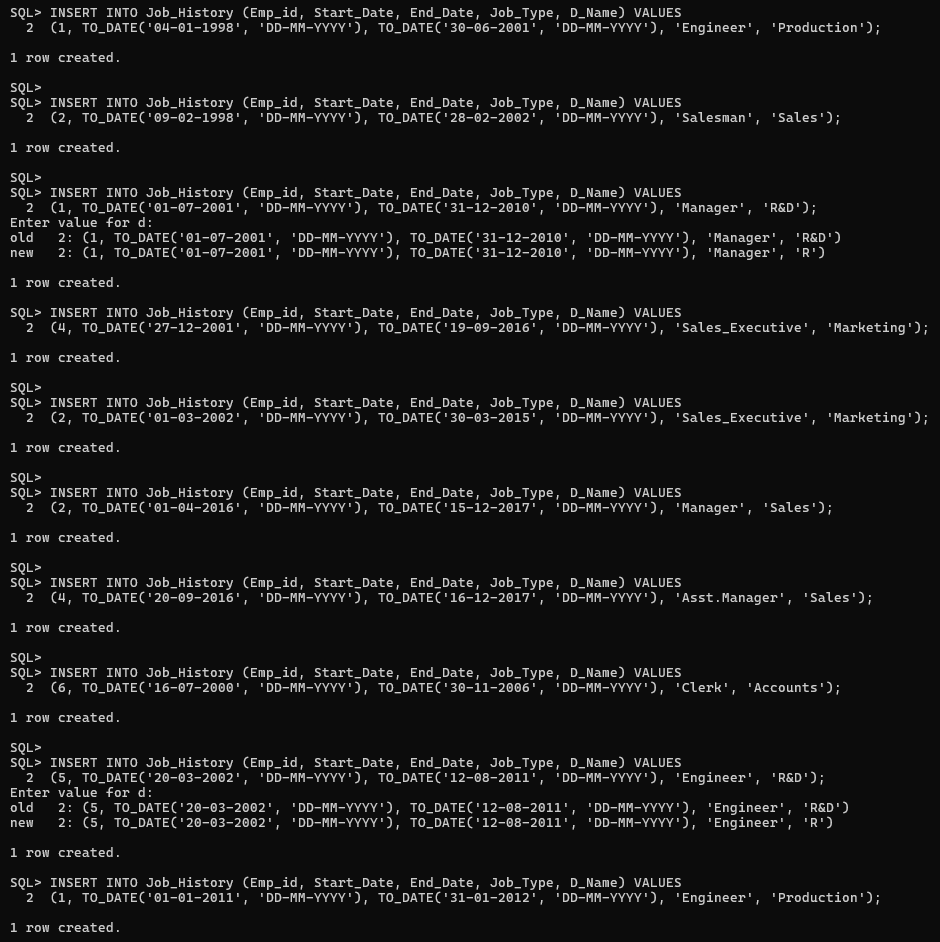 SQL> INSERT INTO Job_History (Emp_id, Start_Date, End_Date, Job_Type, D_Name) VALUES
  2  (1, TO_DATE('04-01-1998', 'DD-MM-YYYY'), TO_DATE('30-06-2001', 'DD-MM-YYYY'), 'Engineer', 'Production');
1 row created.
SQL>
SQL> INSERT INTO Job_History (Emp_id, Start_Date, End_Date, Job_Type, D_Name) VALUES
  2  (2, TO_DATE('09-02-1998', 'DD-MM-YYYY'), TO_DATE('28-02-2002', 'DD-MM-YYYY'), 'Salesman', 'Sales');
1 row created.
SQL>
SQL> INSERT INTO Job_History (Emp_id, Start_Date, End_Date, Job_Type, D_Name) VALUES
  2  (1, TO_DATE('01-07-2001', 'DD-MM-YYYY'), TO_DATE('31-12-2010', 'DD-MM-YYYY'), 'Manager', 'R&D');
Enter value for d:
old   2: (1, TO_DATE('01-07-2001', 'DD-MM-YYYY'), TO_DATE('31-12-2010', 'DD-MM-YYYY'), 'Manager', 'R&D')
new   2: (1, TO_DATE('01-07-2001', 'DD-MM-YYYY'), TO_DATE('31-12-2010', 'DD-MM-YYYY'), 'Manager', 'R')
1 row created.
SQL> INSERT INTO Job_History (Emp_id, Start_Date, End_Date, Job_Type, D_Name) VALUES
  2  (4, TO_DATE('27-12-2001', 'DD-MM-YYYY'), TO_DATE('19-09-2016', 'DD-MM-YYYY'), 'Sales_Executive', 'Marketing');
1 row created.
SQL>
SQL> INSERT INTO Job_History (Emp_id, Start_Date, End_Date, Job_Type, D_Name) VALUES
  2  (2, TO_DATE('01-03-2002', 'DD-MM-YYYY'), TO_DATE('30-03-2015', 'DD-MM-YYYY'), 'Sales_Executive', 'Marketing');
1 row created.
SQL>
SQL> INSERT INTO Job_History (Emp_id, Start_Date, End_Date, Job_Type, D_Name) VALUES
  2  (2, TO_DATE('01-04-2016', 'DD-MM-YYYY'), TO_DATE('15-12-2017', 'DD-MM-YYYY'), 'Manager', 'Sales');
1 row created.
SQL>
SQL> INSERT INTO Job_History (Emp_id, Start_Date, End_Date, Job_Type, D_Name) VALUES
  2  (4, TO_DATE('20-09-2016', 'DD-MM-YYYY'), TO_DATE('16-12-2017', 'DD-MM-YYYY'), 'Asst.Manager', 'Sales');
1 row created.
SQL>
SQL> INSERT INTO Job_History (Emp_id, Start_Date, End_Date, Job_Type, D_Name) VALUES
  2  (6, TO_DATE('16-07-2000', 'DD-MM-YYYY'), TO_DATE('30-11-2006', 'DD-MM-YYYY'), 'Clerk', 'Accounts');
1 row created.
SQL>
SQL> INSERT INTO Job_History (Emp_id, Start_Date, End_Date, Job_Type, D_Name) VALUES
  2  (5, TO_DATE('20-03-2002', 'DD-MM-YYYY'), TO_DATE('12-08-2011', 'DD-MM-YYYY'), 'Engineer', 'R&D');
Enter value for d:
old   2: (5, TO_DATE('20-03-2002', 'DD-MM-YYYY'), TO_DATE('12-08-2011', 'DD-MM-YYYY'), 'Engineer', 'R&D')
new   2: (5, TO_DATE('20-03-2002', 'DD-MM-YYYY'), TO_DATE('12-08-2011', 'DD-MM-YYYY'), 'Engineer', 'R')
1 row created.
SQL> INSERT INTO Job_History (Emp_id, Start_Date, End_Date, Job_Type, D_Name) VALUES
  2  (1, TO_DATE('01-01-2011', 'DD-MM-YYYY'), TO_DATE('31-01-2012', 'DD-MM-YYYY'), 'Engineer', 'Production');
1 row created.